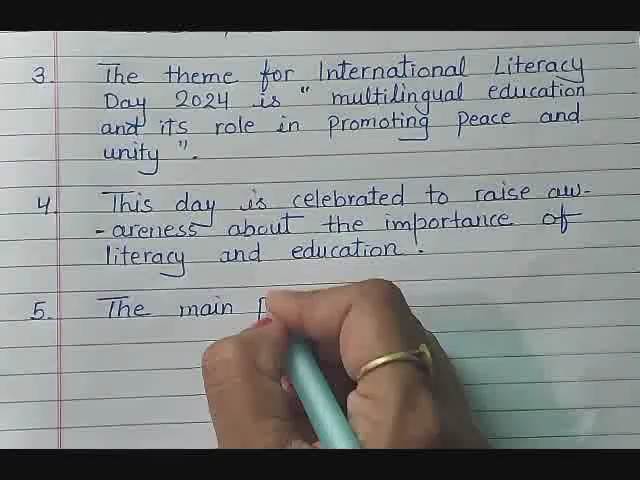 3. The theme for International Literacy
Day 2024 is " multilingual education
and its role in promoting peace and
unity ".
4. This day is celebrated to raise aw-
-areness about the importance of
literacy and education.
5. The main